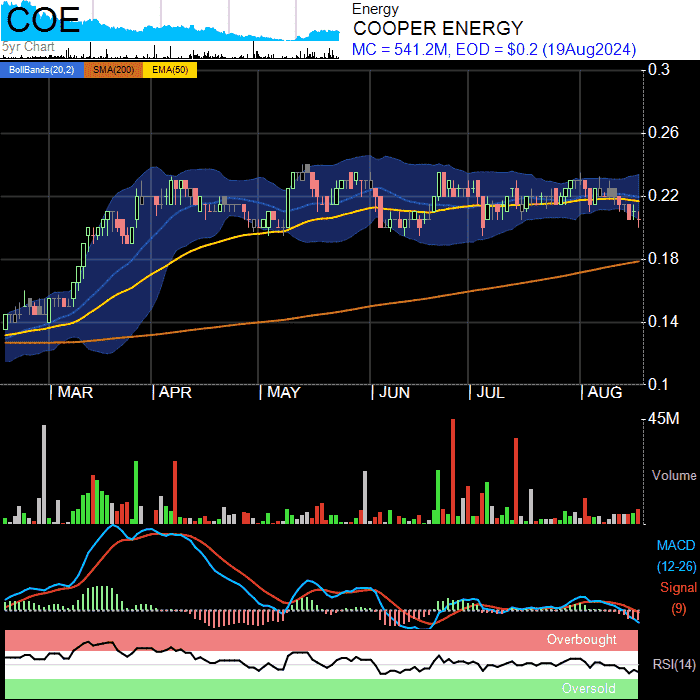 COE
5yr Chart
Energy
COOPER ENERGY
MC = 541.2M, EOD = $0.2 (19Aug2024)
BollBands(20,2) SMA(200) EMA(50)
0.3
0.26
0.22
0.18
0.14
0.1
MAR APR MAY JUN JUL AUG
45M
Volume
MACD
(12-26)
Signal
(9)
Overbought
RSI(14)
Oversold